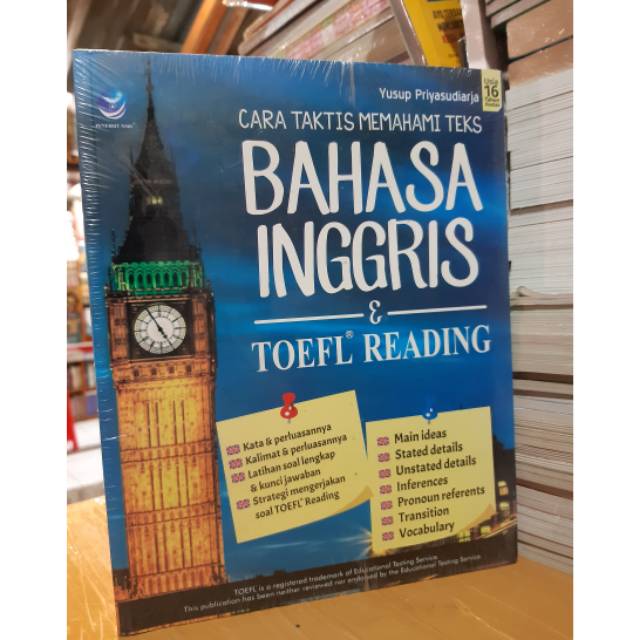 Yusup Priyasudiarja
Usia
16
CARA TAKTIS MEMAHAMI TEKS
BAHASA
INGGRIS
&
TOEFL® READING
Kata & perluasannya
Kalimat & perluasannya
Latihan soal lengkap
& kunci jawaban
Strategi mengerjakan
soal TOEFL® Reading
Main ideas
Stated details
Unstated details
Inferences
Pronoun referents
Transition
Vocabulary
TOEFL is a registered trademark of Educational Testing Service.
This publication has been neither reviewed nor endorsed by the Educational Testing Service